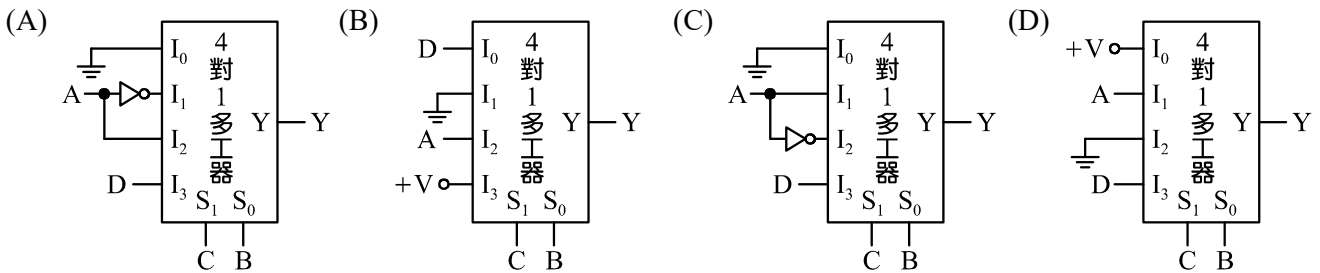 (A) I0 I1 I2 I3 A D 4對1多工器 S1 S0 Y Y C B
(B) D I0 I1 A I2 +V I3 4對1多工器 S1 S0 Y Y C B
(C) I0 A I1 I2 D I3 4對1多工器 S1 S0 Y Y C B
(D) +V I0 A I1 I2 D I3 4對1多工器 S1 S0 Y Y C B